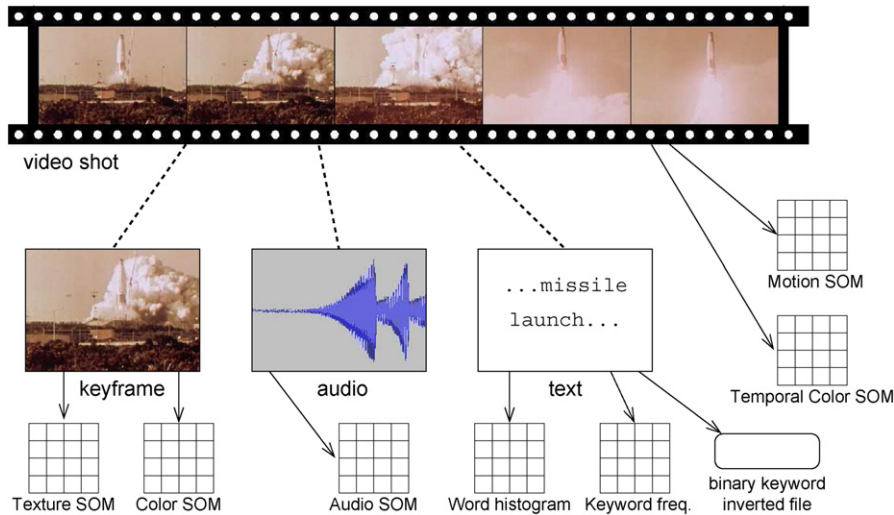 video shot
...missile
launch...
Motion SOM
keyframe
audio
text
Temporal Color SOM
Texture SOM
Color SOM
Audio SOM
Word histogram
Keyword freq.
binary keyword
inverted file